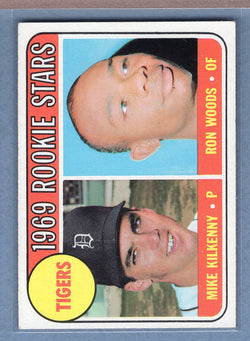 1969 ROOKIE STARS
TIGERS
RON WOODS • OF
MIKE KILKENNY • P
D